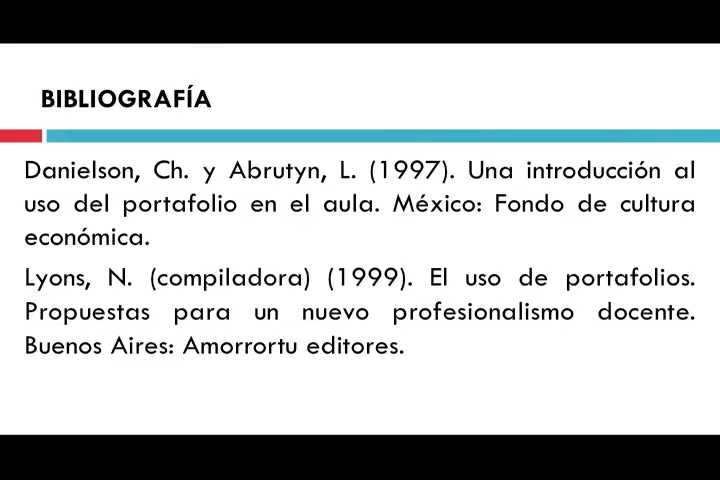 BIBLIOGRAFÍA
Danielson, Ch. y Abrutyn, L. (1997). Una introducción al
uso del portafolio en el aula. México: Fondo de cultura
económica.
Lyons, N. (compiladora) (1999). El uso de portafolios.
Propuestas para un nuevo profesionalismo docente.
Buenos Aires: Amorrortu editores.